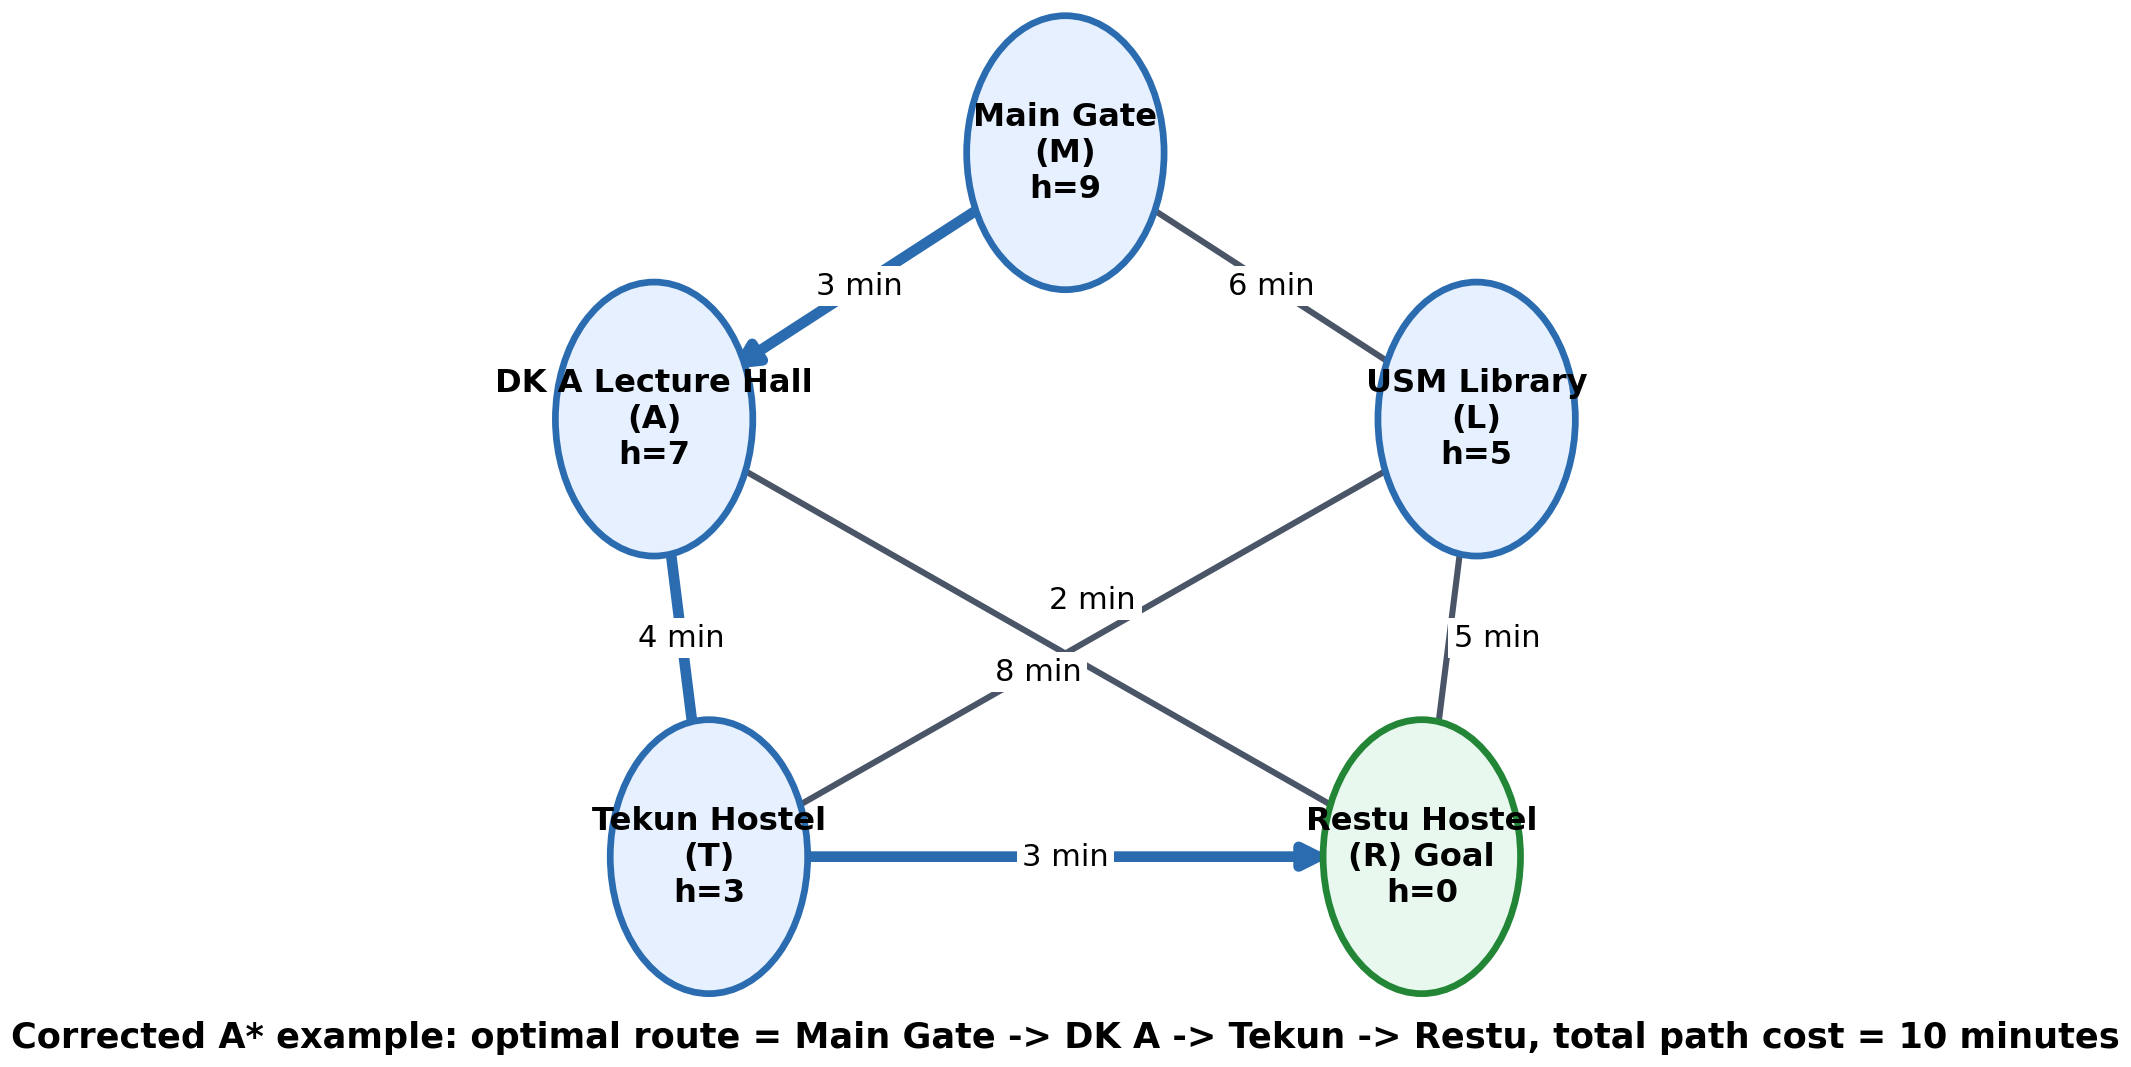 Main Gate
(M)
h=9
3 min
6 min
DK A Lecture Hall
(A)
h=7
USM Library
(L)
h=5
2 min
4 min
5 min
8 min
Tekun Hostel
(T)
h=3
3 min
Restu Hostel
(R) Goal
h=0
Corrected A* example: optimal route = Main Gate -> DK A -> Tekun -> Restu, total path cost = 10 minutes